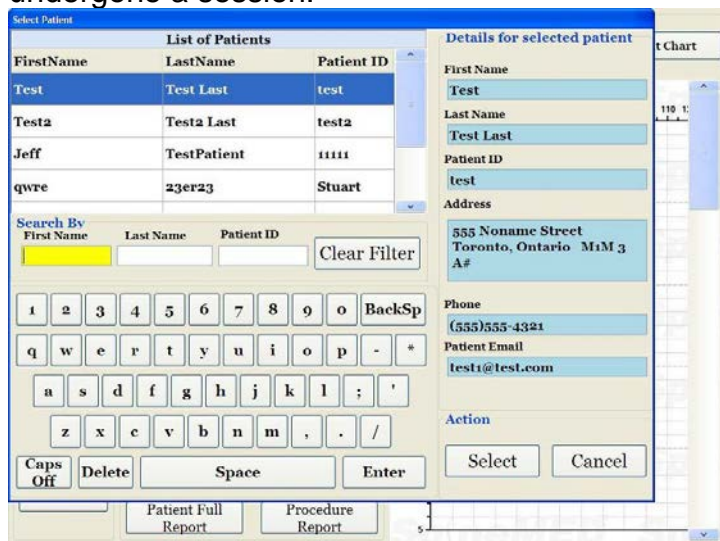 undergone a session.
Select Patient
List of Patients
FirstName LastName Patient ID
Test Test Last test
Test2 Test2 Last test2
Jeff TestPatient 11111
qwre 23er23 Stuart
Search By
First Name Last Name Patient ID
Clear Filter
1 2 3 4 5 6 7 8 9 0 BackSp
q w e r t y u i o p - *
a s d f g h j k l ; '
z x c v b n m , . /
Caps Off Delete Space Enter
Details for selected patient
First Name
Test
Last Name
Test Last
Patient ID
test
Address
555 Noname Street
Toronto, Ontario M1M 3
A#
Phone
(555)555-4321
Patient Email
test1@test.com
Action
Select Cancel
t Chart
110
Patient Full
Report
Procedure
Report
5